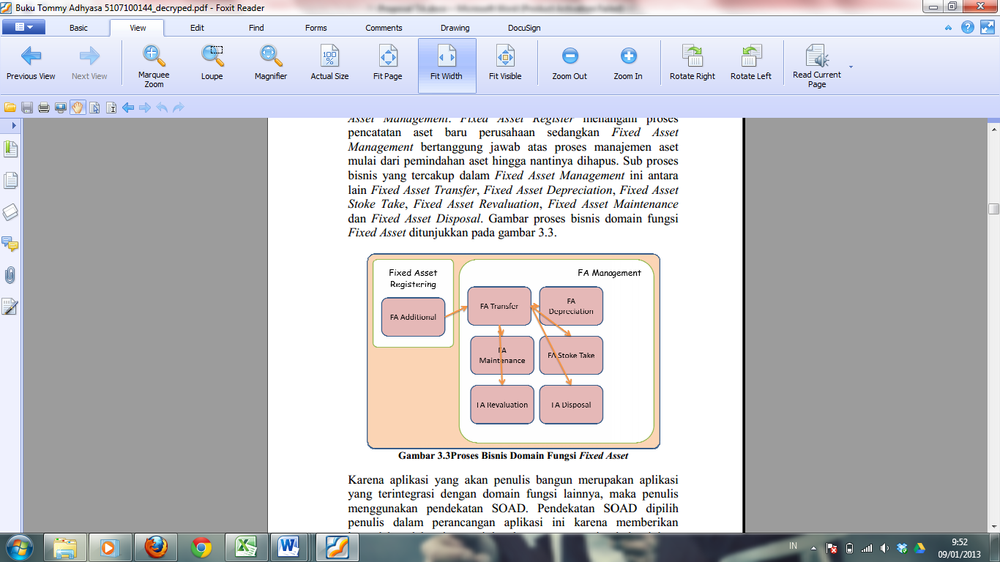 Buku Tommy Adhyasa 5107100144_decryped.pdf - Foxit Reader
Basic View Edit Find Forms Comments Drawing DocuSign
Previous View Next View Marquee Zoom Loupe Magnifier Actual Size Fit Page Fit Width Fit Visible Zoom Out Zoom In Rotate Right Rotate Left Read Current Page
Asset Management. Fixed Asset Register menangani proses
pencatatan aset baru perusahaan sedangkan Fixed Asset
Management bertanggung jawab atas proses manajemen aset
mulai dari pemindahan aset hingga nantinya dihapus. Sub proses
bisnis yang tercakup dalam Fixed Asset Management ini antara
lain Fixed Asset Transfer, Fixed Asset Depreciation, Fixed Asset
Stoke Take, Fixed Asset Revaluation, Fixed Asset Maintenance
dan Fixed Asset Disposal. Gambar proses bisnis domain fungsi
Fixed Asset ditunjukkan pada gambar 3.3.
Fixed Asset
Registering
FA Additional
FA Management
FA Transfer
FA
Depreciation
FA
Maintenance
FA Stoke Take
FA Revaluation
FA Disposal
Gambar 3.3Proses Bisnis Domain Fungsi Fixed Asset
Karena aplikasi yang akan penulis bangun merupakan aplikasi
yang terintegrasi dengan domain fungsi lainnya, maka penulis
menggunakan pendekatan SOAD. Pendekatan SOAD dipilih
penulis dalam perancangan aplikasi ini karena memberikan
IN
9:52
09/01/2013